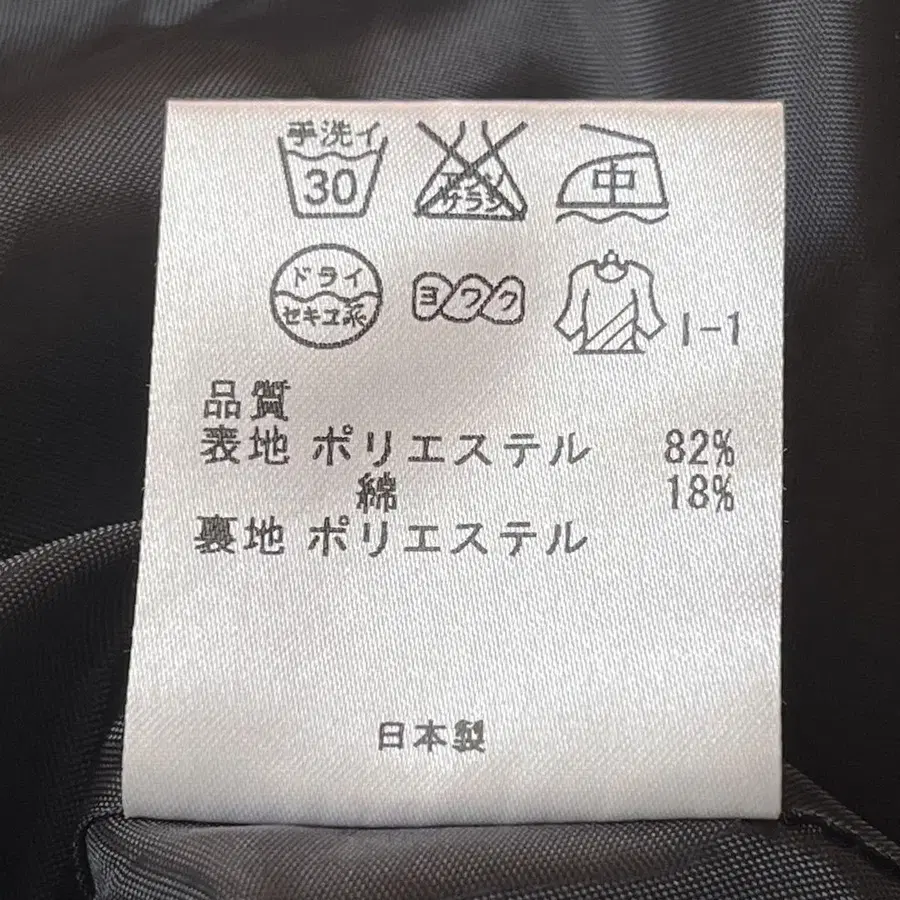 手洗イ
30
エンソ
サラシ
中
ドライ
セキユ系
ヨワク
I-1
品質
表地 ポリエステル 82%
綿 18%
裏地 ポリエステル
日本製